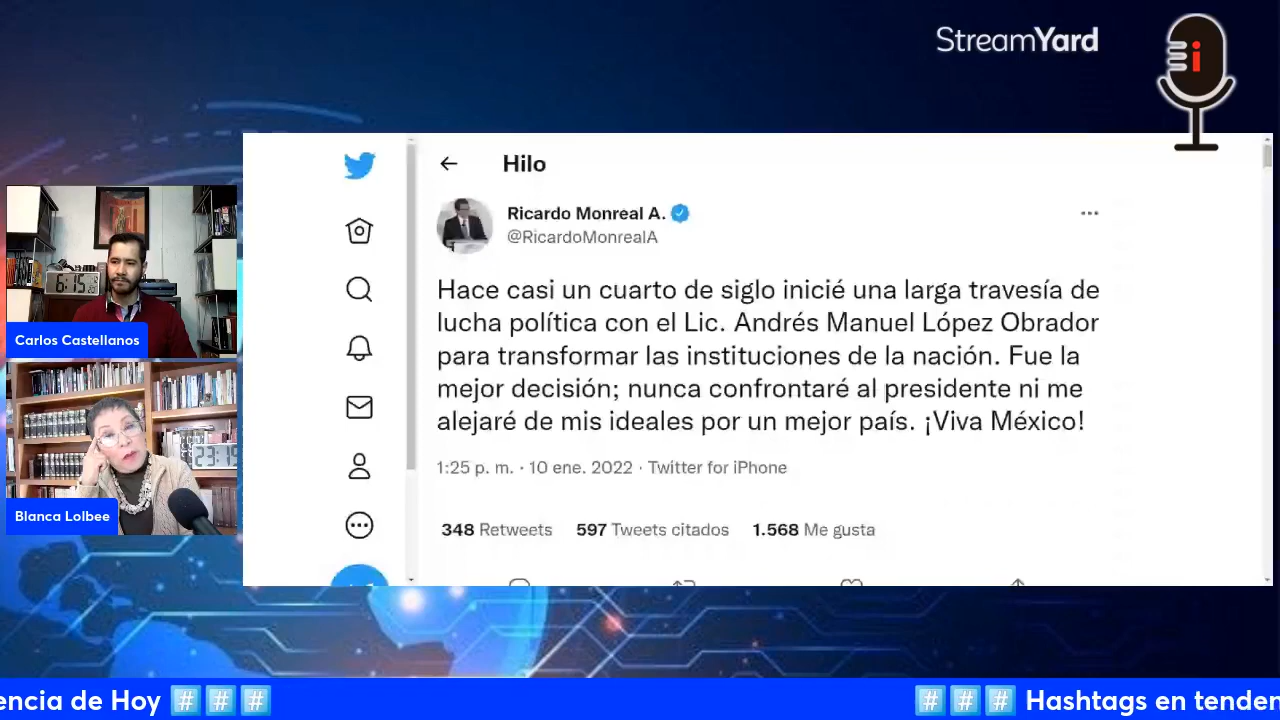 StreamYard
i
Hilo
Ricardo Monreal A.
@RicardoMonrealA
Hace casi un cuarto de siglo inicié una larga travesía de
lucha política con el Lic. Andrés Manuel López Obrador
para transformar las instituciones de la nación. Fue la
mejor decisión; nunca confrontaré al presidente ni me
alejaré de mis ideales por un mejor país. ¡Viva México!
1:25 p. m. · 10 ene. 2022 · Twitter for iPhone
348 Retweets 597 Tweets citados 1.568 Me gusta
6:15
Carlos Castellanos
23:19
Blanca Lolbee
encia de Hoy #️⃣#️⃣#️⃣ #️⃣#️⃣#️⃣ Hashtags en tenden